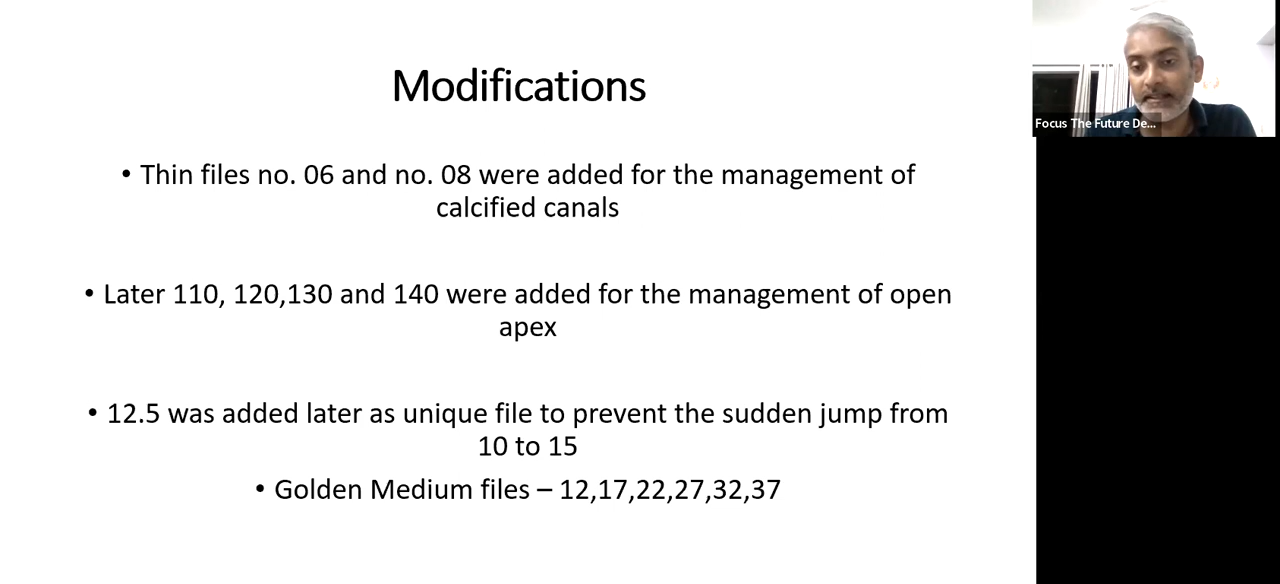 Modifications
• Thin files no. 06 and no. 08 were added for the management of
calcified canals
• Later 110, 120,130 and 140 were added for the management of open
apex
• 12.5 was added later as unique file to prevent the sudden jump from
10 to 15
• Golden Medium files – 12,17,22,27,32,37
Focus The Future De...